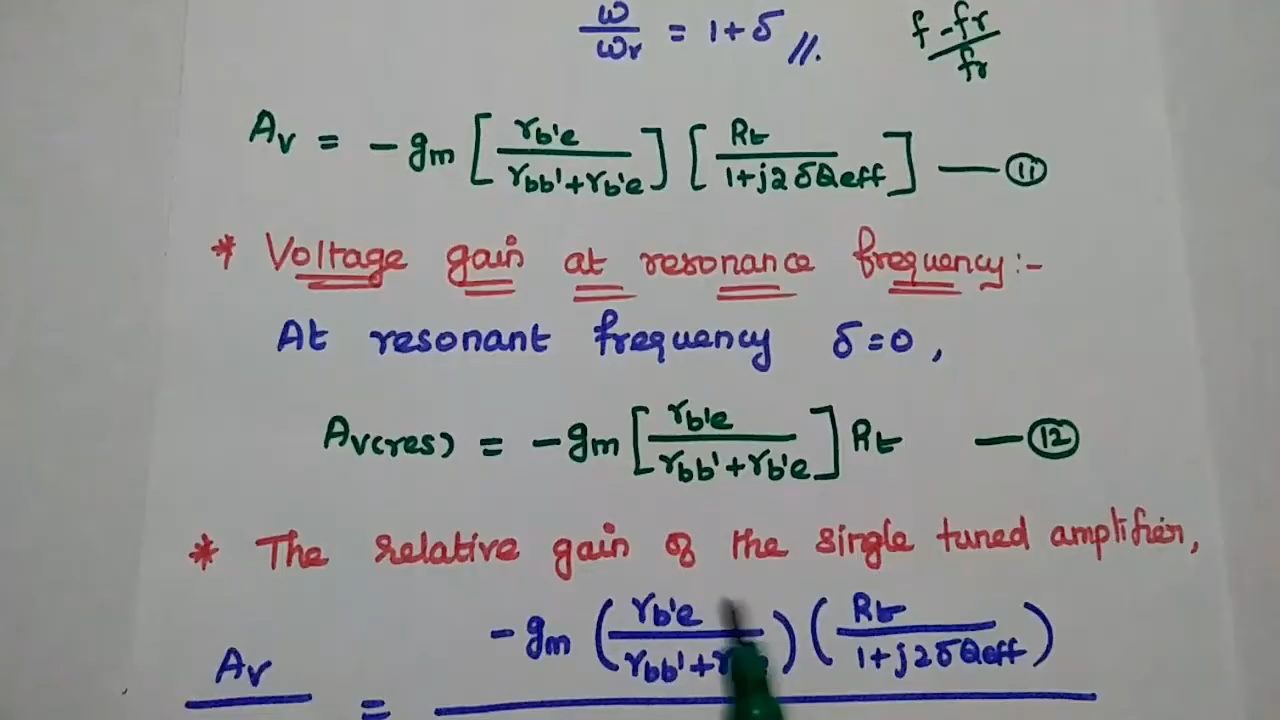 ω/ωr = 1+δ //. f-fr/fr
Av = -gm [rb'e/rbb'+rb'e] [Rt/1+j2δQeff] — (11)
* Voltage gain at resonance frequency:-
At resonant frequency δ=0,
Av(res) = -gm [rb'e/rbb'+rb'e] Rt — (12)
* The relative gain of the single tuned amplifier,
Av = -gm (rb'e/rbb'+r e) (Rt/1+j2δQeff)